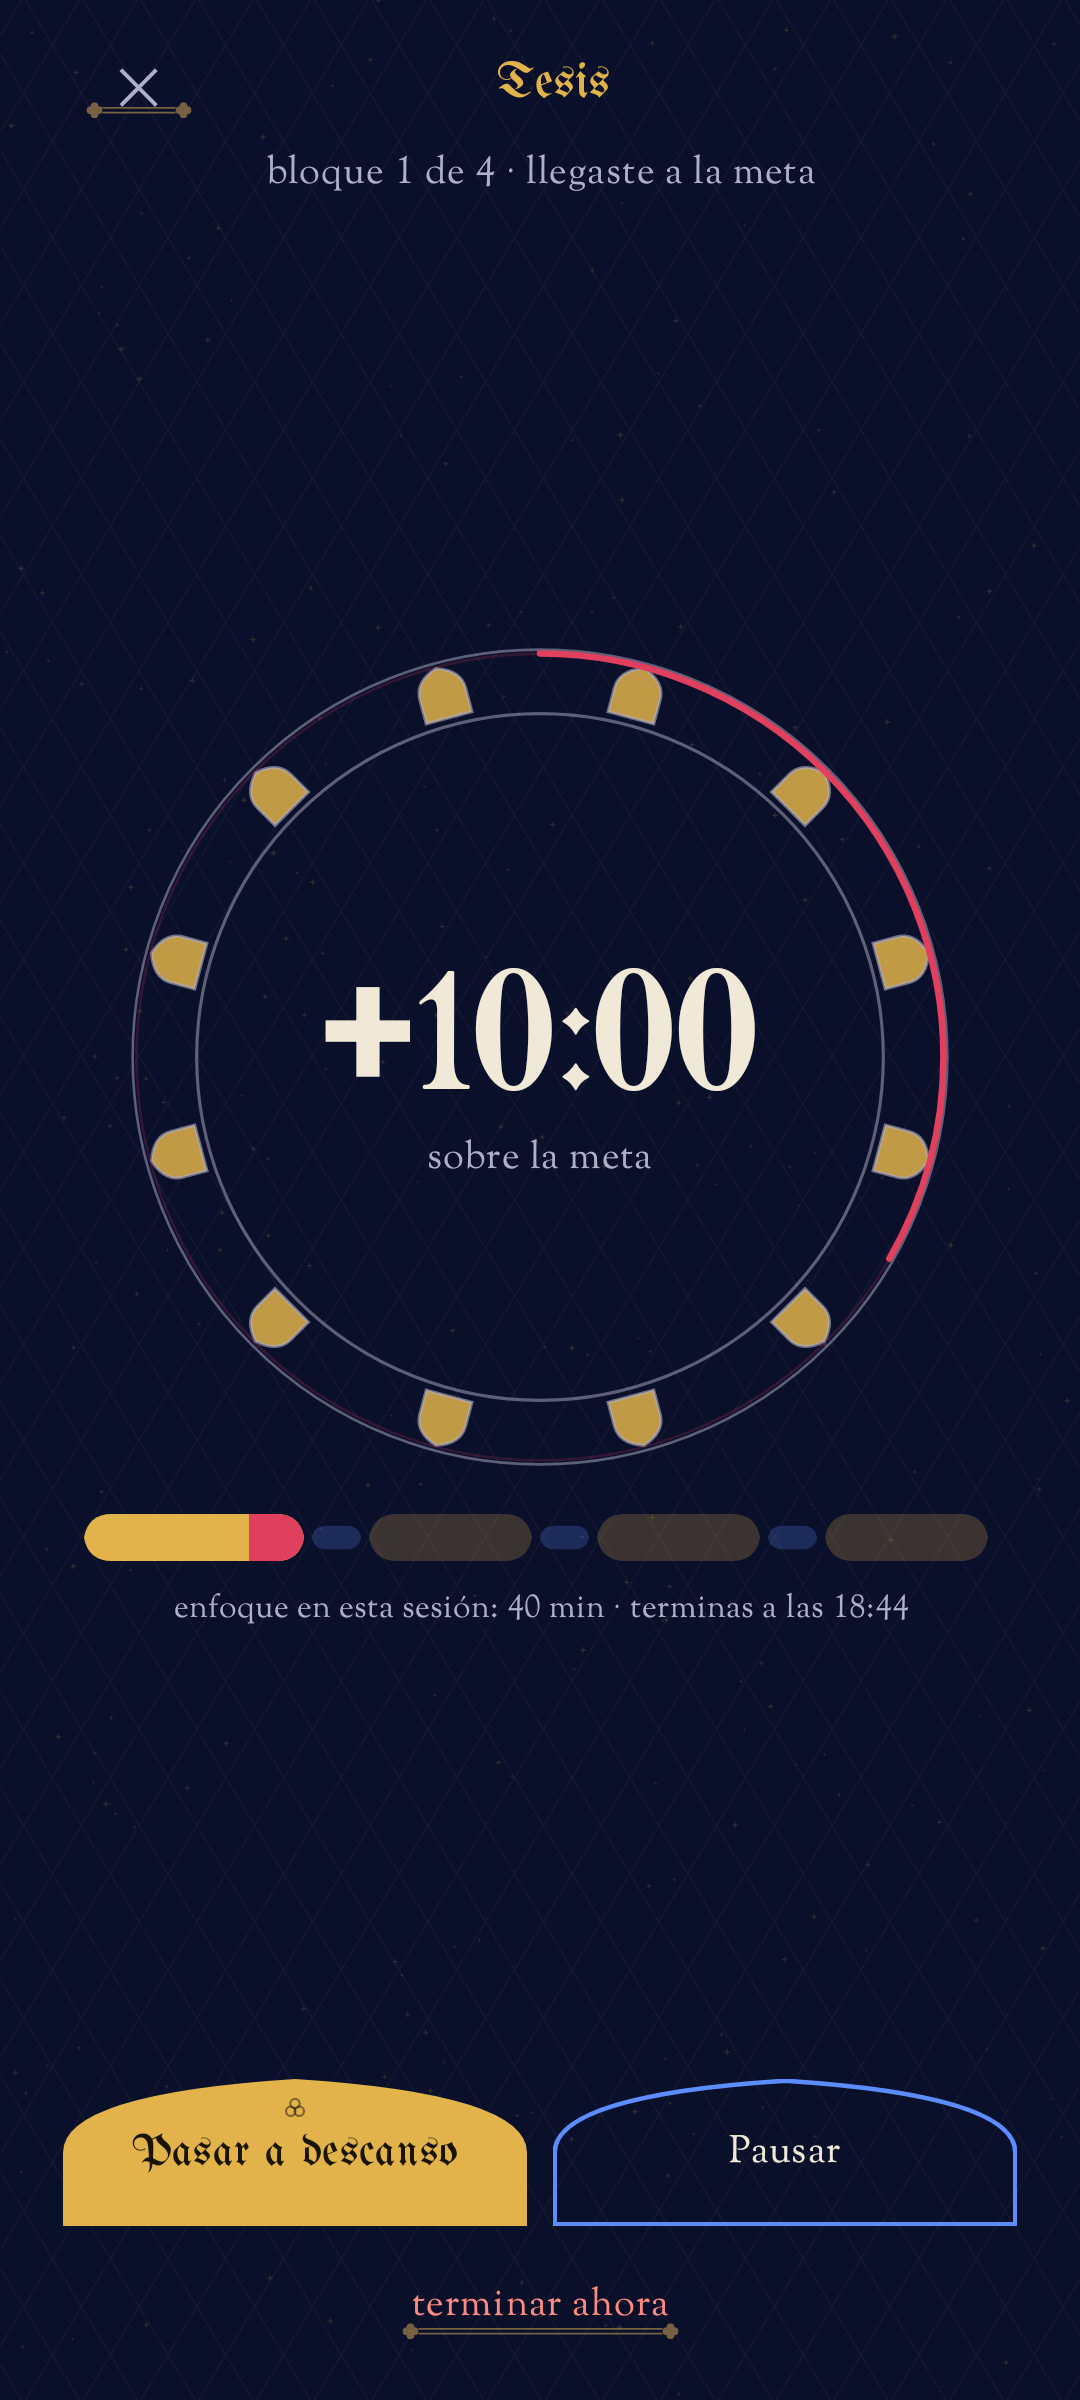 Tesis
bloque 1 de 4 · llegaste a la meta
+10:00
sobre la meta
enfoque en esta sesión: 40 min · terminas a las 18:44
Pasar a descanso
Pausar
terminar ahora